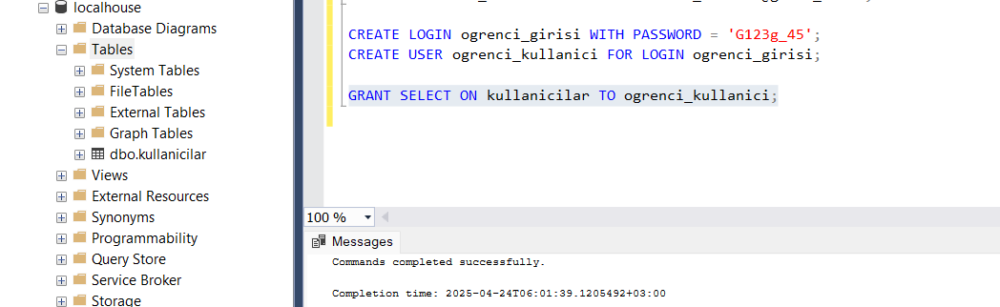 localhouse
Database Diagrams
Tables
System Tables
FileTables
External Tables
Graph Tables
dbo.kullanicilar
Views
External Resources
Synonyms
Programmability
Query Store
Service Broker
Storage
CREATE LOGIN ogrenci_girisi WITH PASSWORD = 'G123g_45';
CREATE USER ogrenci_kullanici FOR LOGIN ogrenci_girisi;
GRANT SELECT ON kullanicilar TO ogrenci_kullanici;
100 %
Messages
Commands completed successfully.
Completion time: 2025-04-24T06:01:39.1205492+03:00